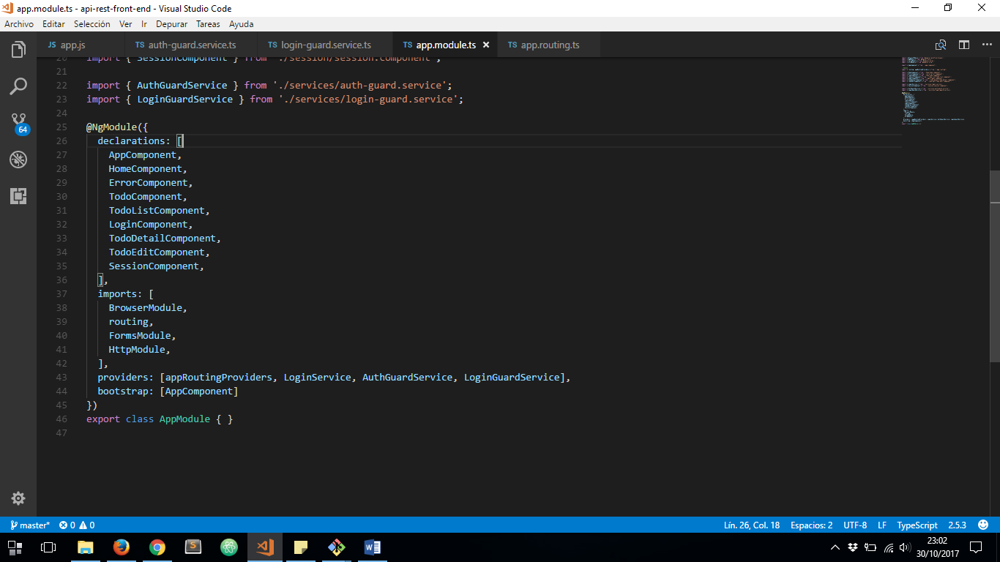 app.module.ts - api-rest-front-end - Visual Studio Code
Archivo Editar Selección Ver Ir Depurar Tareas Ayuda
JS app.js TS auth-guard.service.ts TS login-guard.service.ts TS app.module.ts TS app.routing.ts
20 import { SessionComponent } from './session/session.component';
21
22 import { AuthGuardService } from './services/auth-guard.service';
23 import { LoginGuardService } from './services/login-guard.service';
24
25 @NgModule({
26 declarations: [
27 AppComponent,
28 HomeComponent,
29 ErrorComponent,
30 TodoComponent,
31 TodoListComponent,
32 LoginComponent,
33 TodoDetailComponent,
34 TodoEditComponent,
35 SessionComponent,
36 ],
37 imports: [
38 BrowserModule,
39 routing,
40 FormsModule,
41 HttpModule,
42 ],
43 providers: [appRoutingProviders, LoginService, AuthGuardService, LoginGuardService],
44 bootstrap: [AppComponent]
45 })
46 export class AppModule { }
47
64
master* 0 0 Lín. 26, Col. 18 Espacios: 2 UTF-8 LF TypeScript 2.5.3
23:02
30/10/2017